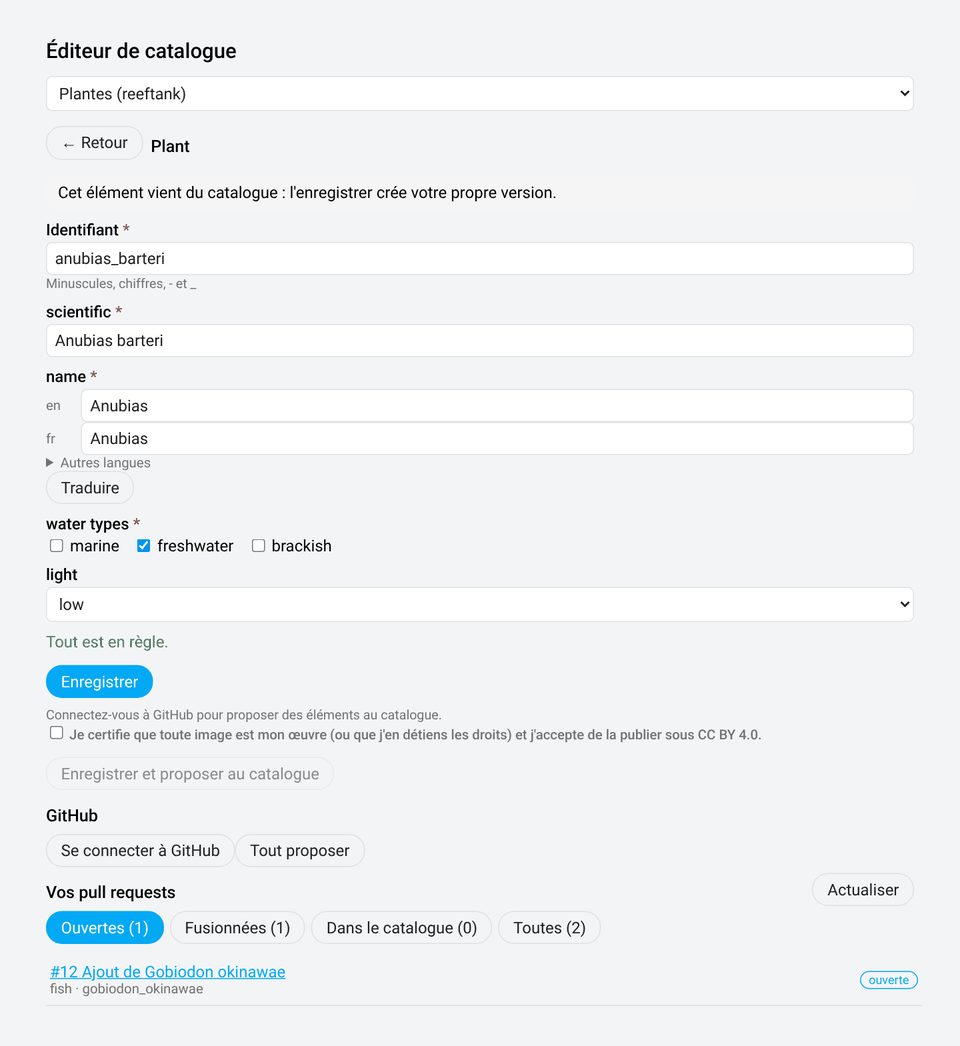 Éditeur de catalogue
Plantes (reeftank)
← Retour
Plant
Cet élément vient du catalogue : l'enregistrer crée votre propre version.
Identifiant *
anubias_barteri
Minuscules, chiffres, - et _
scientific *
Anubias barteri
name *
en Anubias
fr Anubias
▶ Autres langues
Traduire
water types *
marine freshwater brackish
light
low
Tout est en règle.
Enregistrer
Connectez-vous à GitHub pour proposer des éléments au catalogue.
Je certifie que toute image est mon œuvre (ou que j'en détiens les droits) et j'accepte de la publier sous CC BY 4.0.
Enregistrer et proposer au catalogue
GitHub
Se connecter à GitHub Tout proposer
Vos pull requests Actualiser
Ouvertes (1) Fusionnées (1) Dans le catalogue (0) Toutes (2)
#12 Ajout de Gobiodon okinawae
fish · gobiodon_okinawae
ouverte